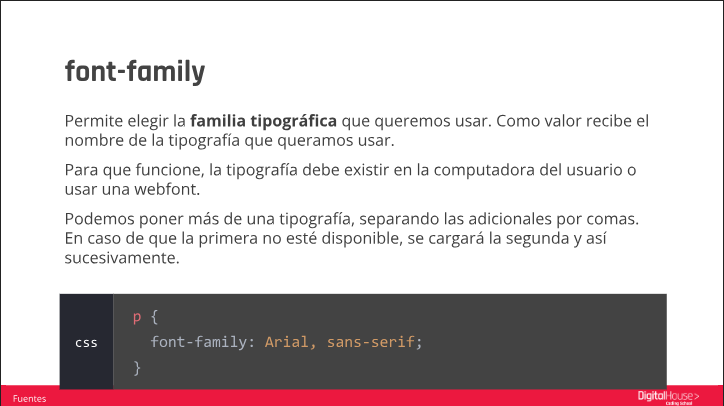 font-family
Permite elegir la familia tipográfica que queremos usar. Como valor recibe el
nombre de la tipografía que queramos usar.
Para que funcione, la tipografía debe existir en la computadora del usuario o
usar una webfont.
Podemos poner más de una tipografía, separando las adicionales por comas.
En caso de que la primera no esté disponible, se cargará la segunda y así
sucesivamente.
css
p {
font-family: Arial, sans-serif;
}
Fuentes
DigitalHouse>
Coding School